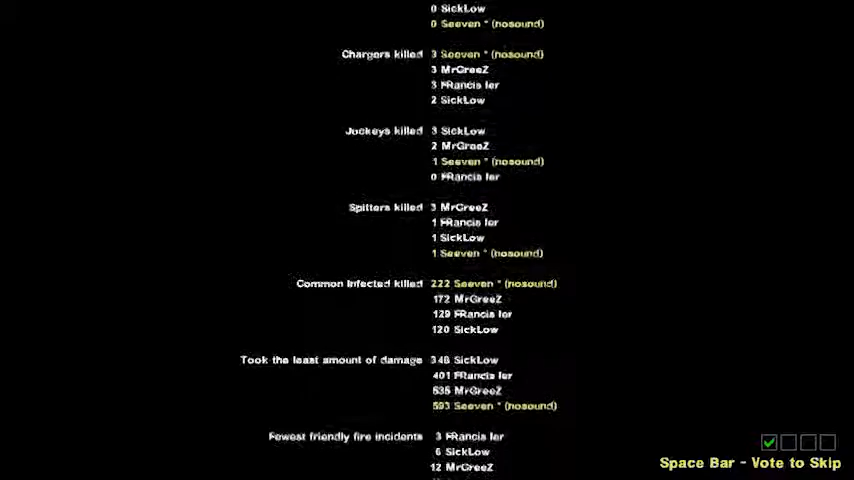 0 SickLow
0 Seeven * (nosound)
Chargers killed 3 Seeven * (nosound)
3 MrGreeZ
3 FRancis ler
2 SickLow
Jockeys killed 3 SickLow
2 MrGreeZ
1 Seeven * (nosound)
0 FRancis ler
Spitters killed 3 MrGreeZ
1 FRancis ler
1 SickLow
1 Seeven * (nosound)
Common Infected killed 222 Seeven * (nosound)
172 MrGreeZ
129 FRancis ler
120 SickLow
Took the least amount of damage 348 SickLow
401 FRancis ler
535 MrGreeZ
593 Seeven * (nosound)
Fewest friendly fire incidents 3 FRancis ler
6 SickLow
12 MrGreeZ
Space Bar - Vote to Skip